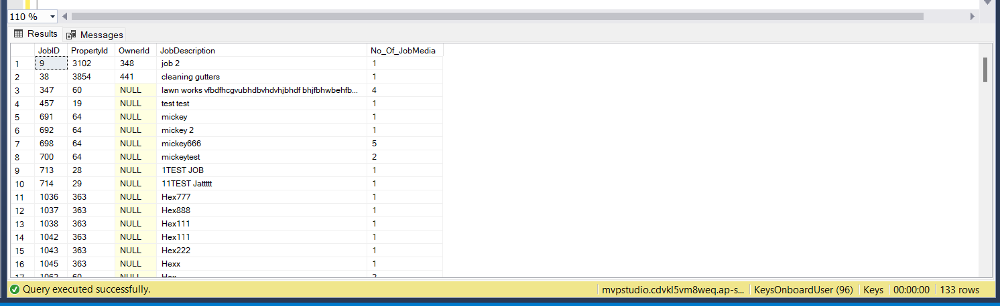 110 %
Results Messages
JobID PropertyId OwnerId JobDescription No_Of_JobMedia
1 9 3102 348 job 2 1
2 38 3854 441 cleaning gutters 1
3 347 60 NULL lawn works vfbdfhcgvubhdbvhdvhjbhdf bhjfbhwbehfb... 4
4 457 19 NULL test test 1
5 691 64 NULL mickey 1
6 692 64 NULL mickey 2 1
7 698 64 NULL mickey666 5
8 700 64 NULL mickeytest 2
9 713 28 NULL 1TEST JOB 1
10 714 29 NULL 11TEST Jattttt 1
11 1036 363 NULL Hex777 1
12 1037 363 NULL Hex888 1
13 1038 363 NULL Hex111 1
14 1042 363 NULL Hex111 1
15 1043 363 NULL Hex222 1
16 1045 363 NULL Hexx 1
17 1062 60 NULL Hex 2
Query executed successfully. mvpstudio.cdvkl5vm8weq.ap-s... KeysOnboardUser (96) Keys 00:00:00 133 rows